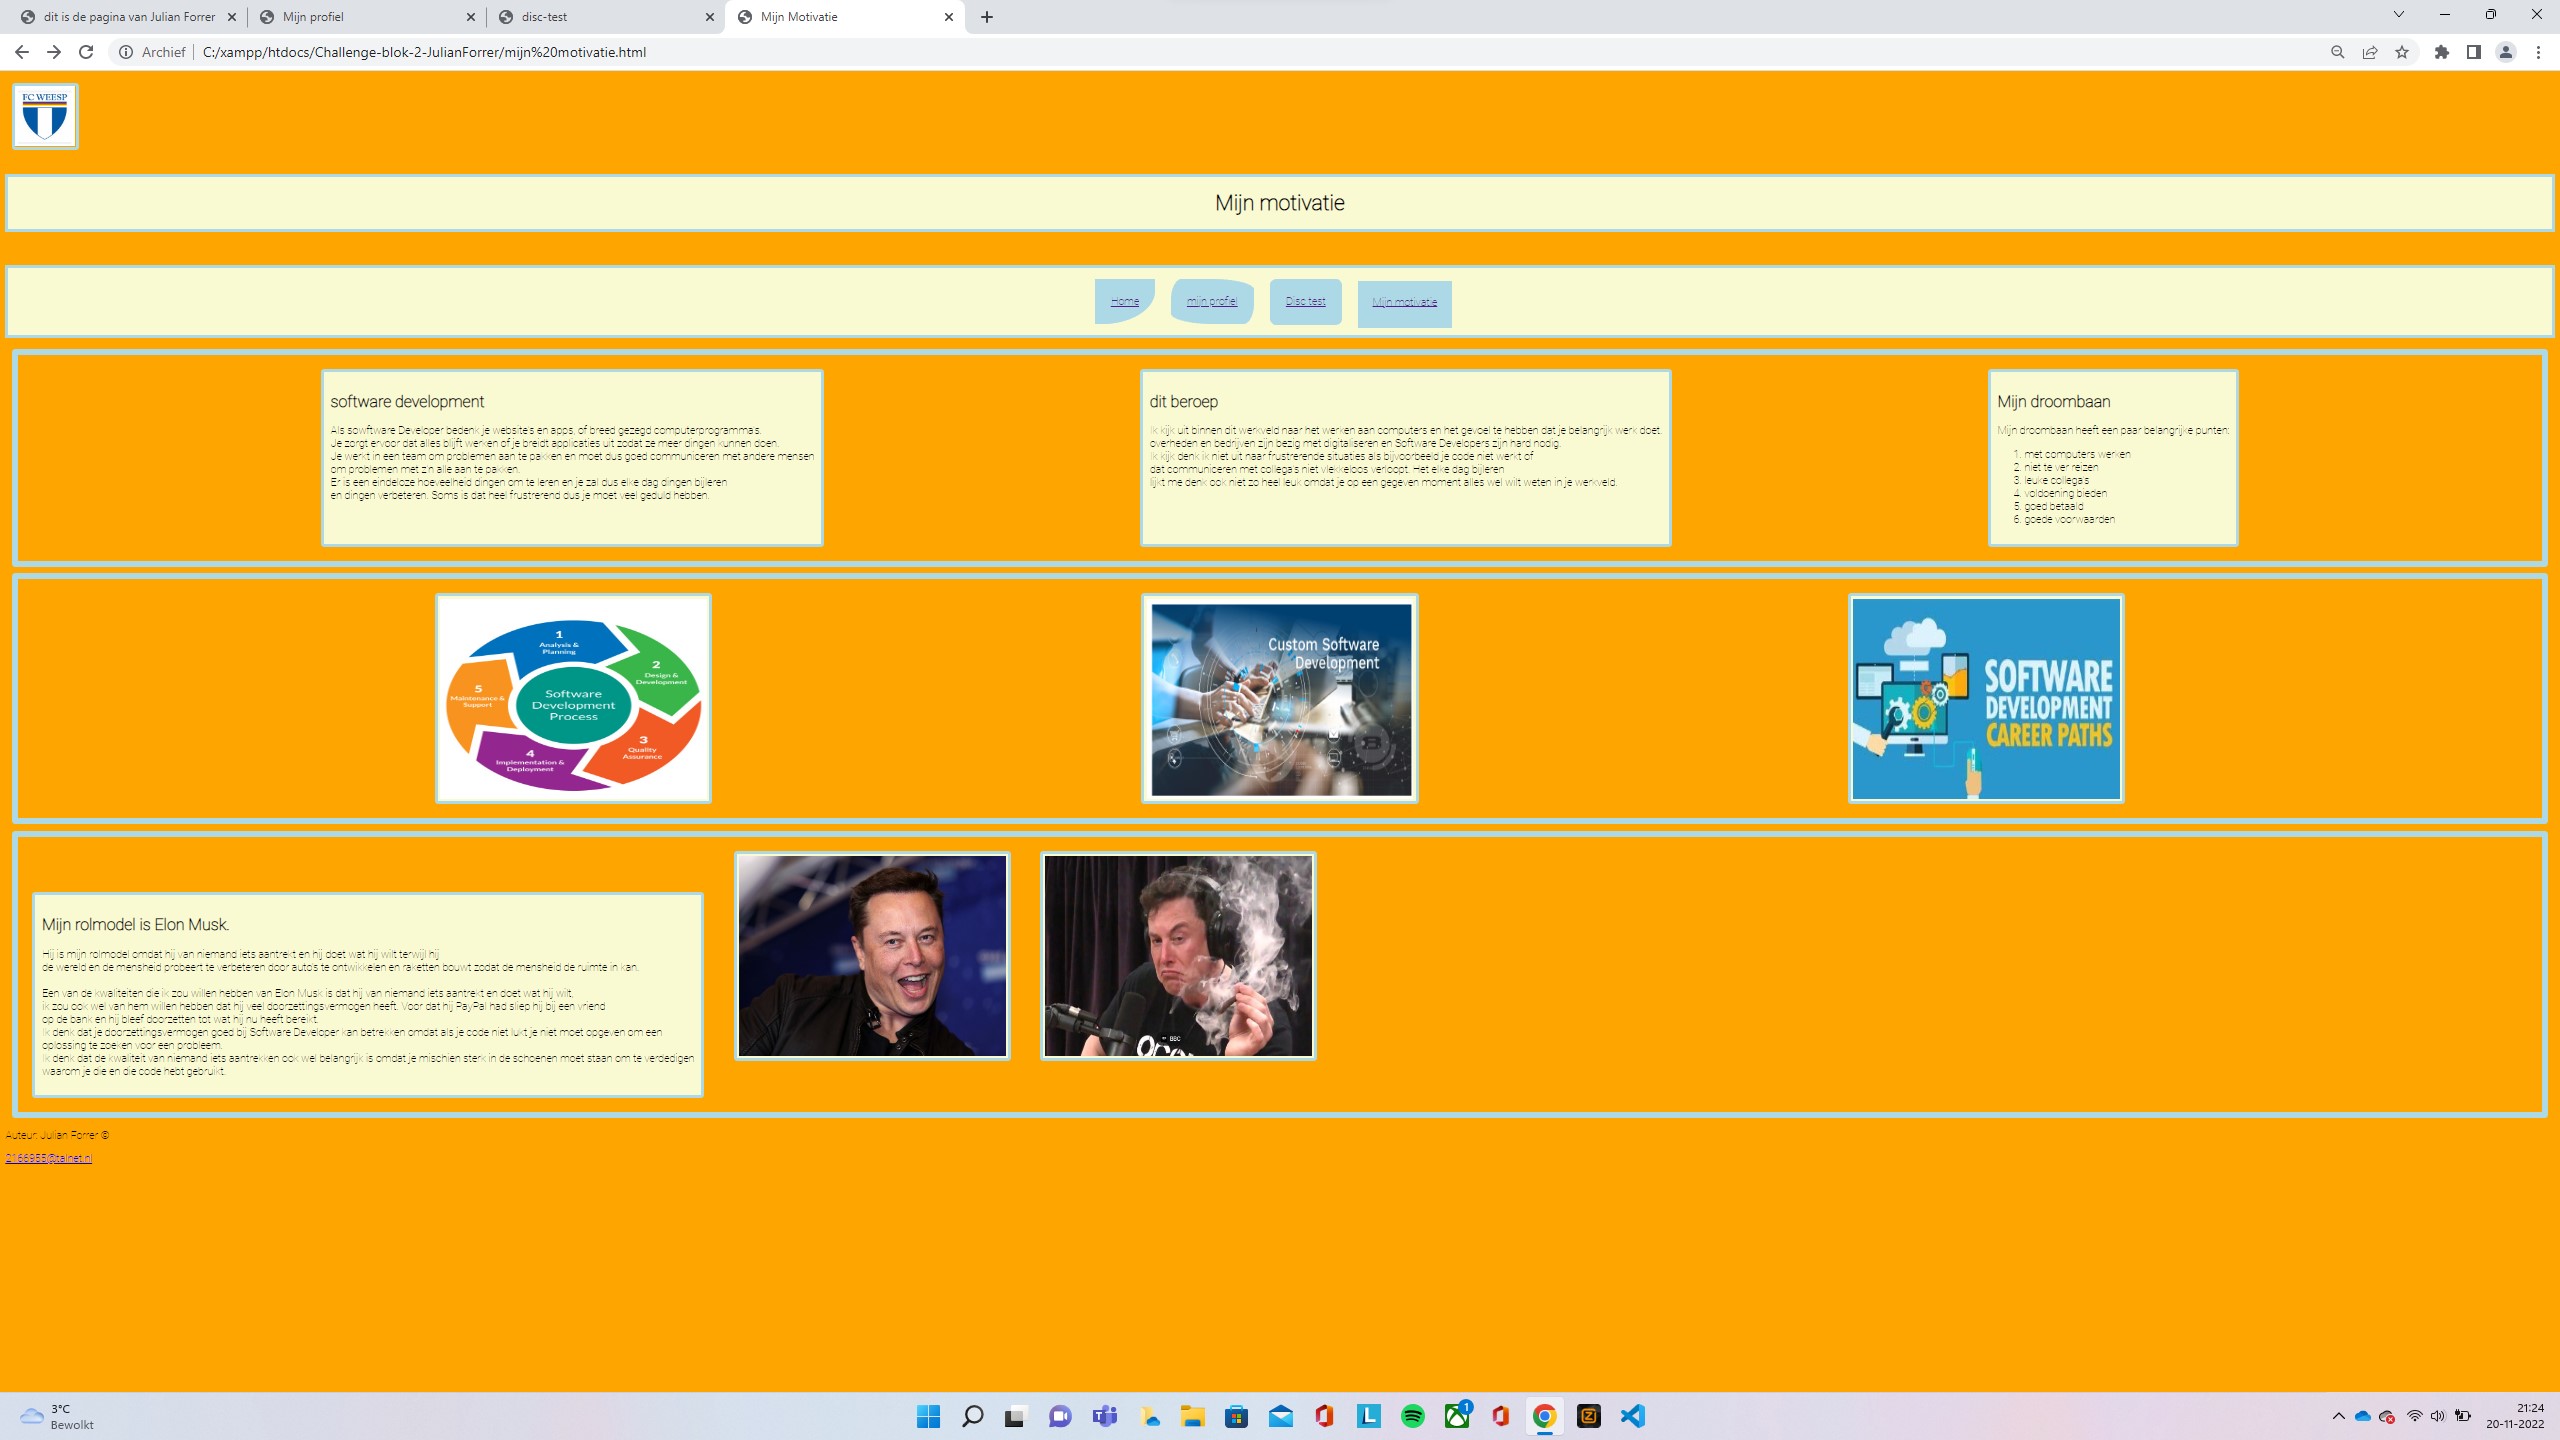 dit is de pagina van Julian Forrer
Mijn profiel
disc-test
Mijn Motivatie
Archief | C:/xampp/htdocs/Challenge-blok-2-JulianForrer/mijn%20motivatie.html
FC WEESP
Mijn motivatie
Home
mijn profiel
Disc test
Mijn motivatie
software development
Als sowftware Developer bedenk je website's en apps, of breed gezegd computerprogramma's.
Je zorgt ervoor dat alles blijft werken of je breidt applicaties uit zodat ze meer dingen kunnen doen.
Je werkt in een team om problemen aan te pakken en moet dus goed communiceren met andere mensen
om problemen met z'n alle aan te pakken.
Er is een eindeloze hoeveelheid dingen om te leren en je zal dus elke dag dingen bijleren
en dingen verbeteren. Soms is dat heel frustrerend dus je moet veel geduld hebben.
dit beroep
Ik kijk uit binnen dit werkveld naar het werken aan computers en het gevoel te hebben dat je belangrijk werk doet.
overheden en bedrijven zijn bezig met digitaliseren en Software Developers zijn hard nodig.
Ik kijk denk ik niet uit naar frustrerende situaties als bijvoorbeeld je code niet werkt of
dat communiceren met collega's niet vlekkeloos verloopt. Het elke dag bijleren
lijkt me denk ook niet zo heel leuk omdat je op een gegeven moment alles wel wilt weten in je werkveld.
Mijn droombaan
Mijn droombaan heeft een paar belangrijke punten:
1. met computers werken
2. niet te ver reizen
3. leuke collega's
4. voldoening bieden
5. goed betaald
6. goede voorwaarden
1
Analysis &
Planning
2
Design &
Development
3
Quality
Assurance
4
Implementation &
Deployment
5
Maintenance &
Support
Software
Development
Process
Custom Software
Development
SOFTWARE
DEVELOPMENT
CAREER PATHS
Mijn rolmodel is Elon Musk.
Hij is mijn rolmodel omdat hij van niemand iets aantrekt en hij doet wat hij wilt terwijl hij
de wereld en de mensheid probeert te verbeteren door auto's te ontwikkelen en raketten bouwt zodat de mensheid de ruimte in kan.
Een van de kwaliteiten die ik zou willen hebben van Elon Musk is dat hij van niemand iets aantrekt en doet wat hij wilt,
ik zou ook wel van hem willen hebben dat hij veel doorzettingsvermogen heeft. Voor dat hij PayPal had sliep hij bij een vriend
op de bank en hij bleef doorzetten tot wat hij nu heeft bereikt.
Ik denk dat je doorzettingsvermogen goed bij Software Developer kan betrekken omdat als je code niet lukt je niet moet opgeven om een
oplossing te zoeken voor een probleem.
Ik denk dat de kwaliteit van niemand iets aantrekken ook wel belangrijk is omdat je mischien sterk in de schoenen moet staan om te verdedigen
waarom je die en die code hebt gebruikt.
BBC
Auteur: Julian Forrer ©
2166955@talnet.nl
3°C
Bewolkt
1
21:24
20-11-2022